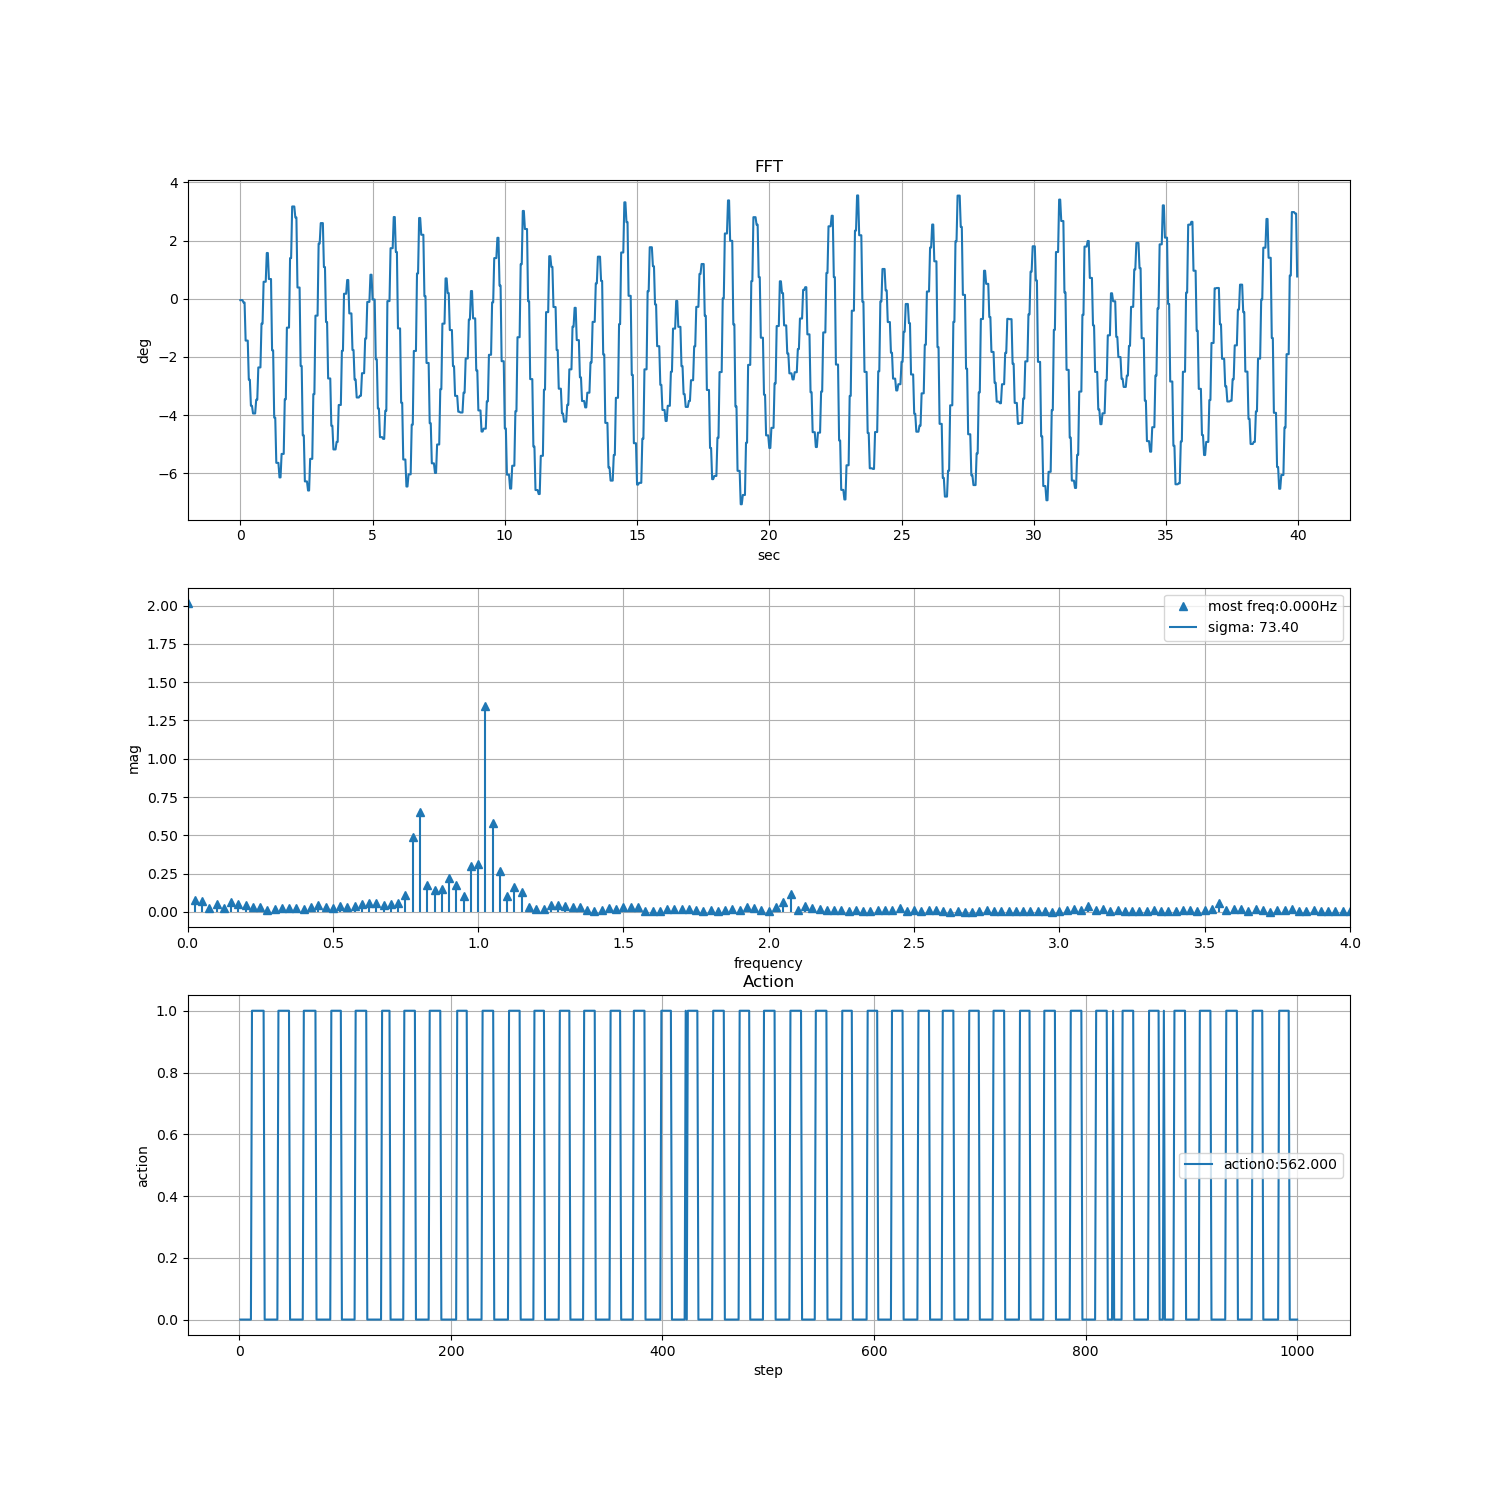 FFT
4
2
0
−2
−4
−6
deg
0 5 10 15 20 25 30 35 40
sec
2.00
1.75
1.50
1.25
1.00
0.75
0.50
0.25
0.00
mag
most freq:0.000Hz
sigma: 73.40
0.0 0.5 1.0 1.5 2.0 2.5 3.0 3.5 4.0
frequency
Action
1.0
0.8
0.6
0.4
0.2
0.0
action
action0:562.000
0 200 400 600 800 1000
step